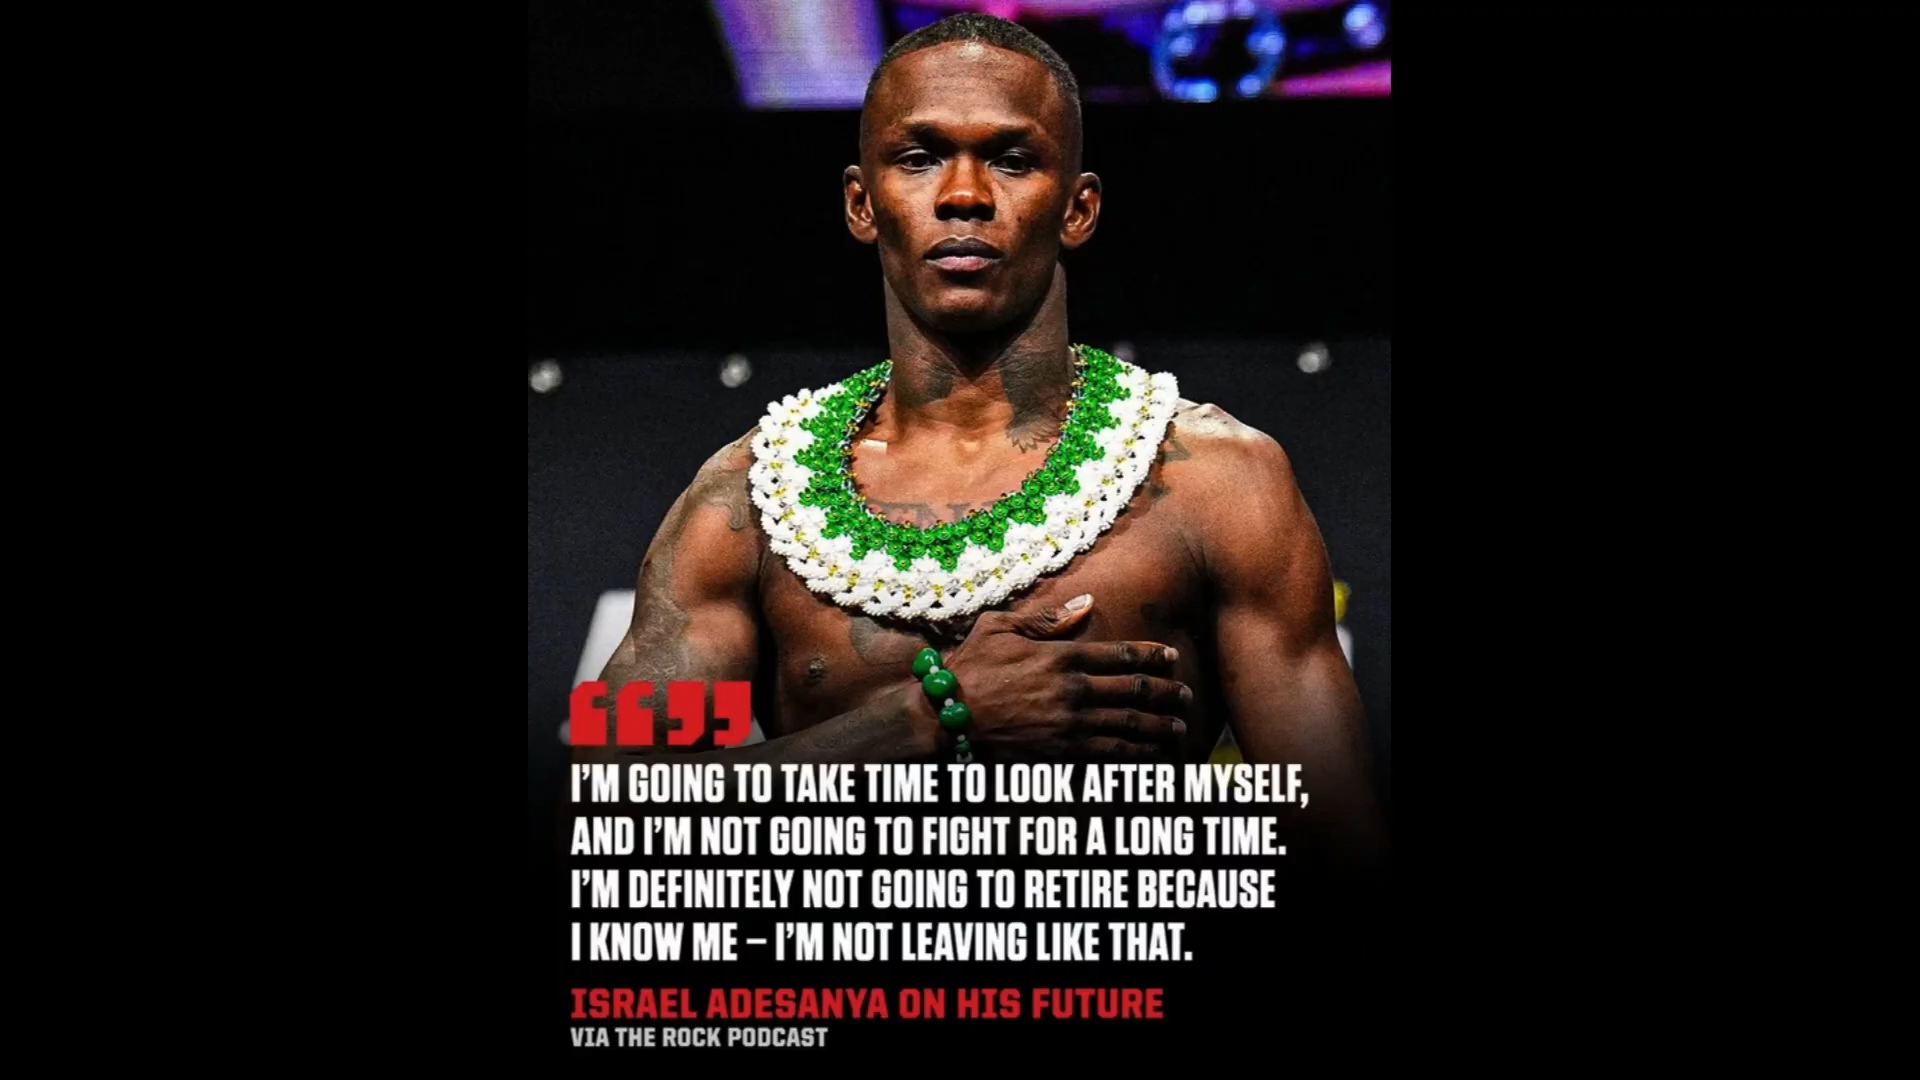 I'M GOING TO TAKE TIME TO LOOK AFTER MYSELF,
AND I'M NOT GOING TO FIGHT FOR A LONG TIME.
I'M DEFINITELY NOT GOING TO RETIRE BECAUSE
I KNOW ME – I'M NOT LEAVING LIKE THAT.
ISRAEL ADESANYA ON HIS FUTURE
VIA THE ROCK PODCAST